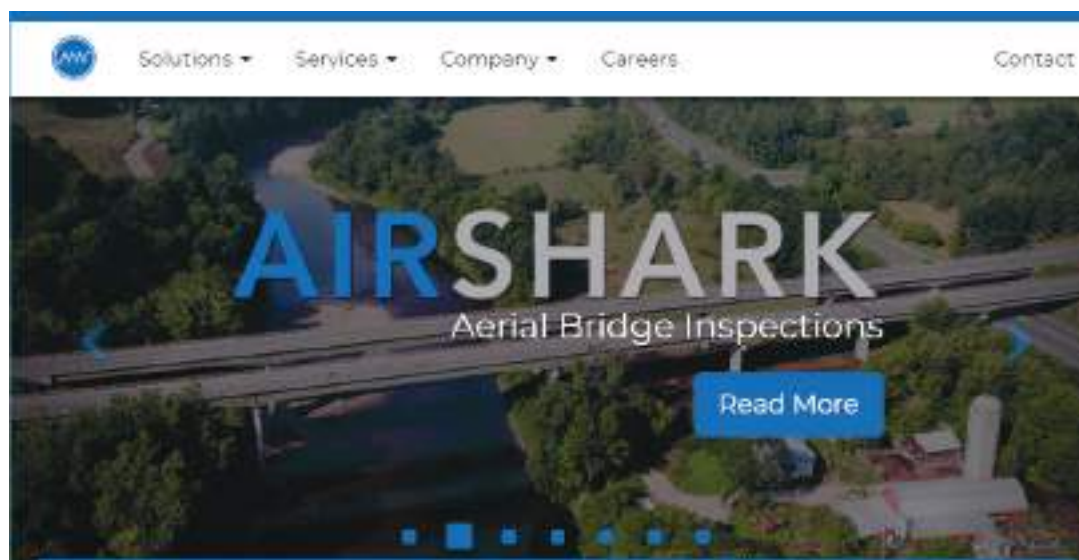 Solutions Services Company Careers Contact
AIRSHARK
Aerial Bridge Inspections
Read More